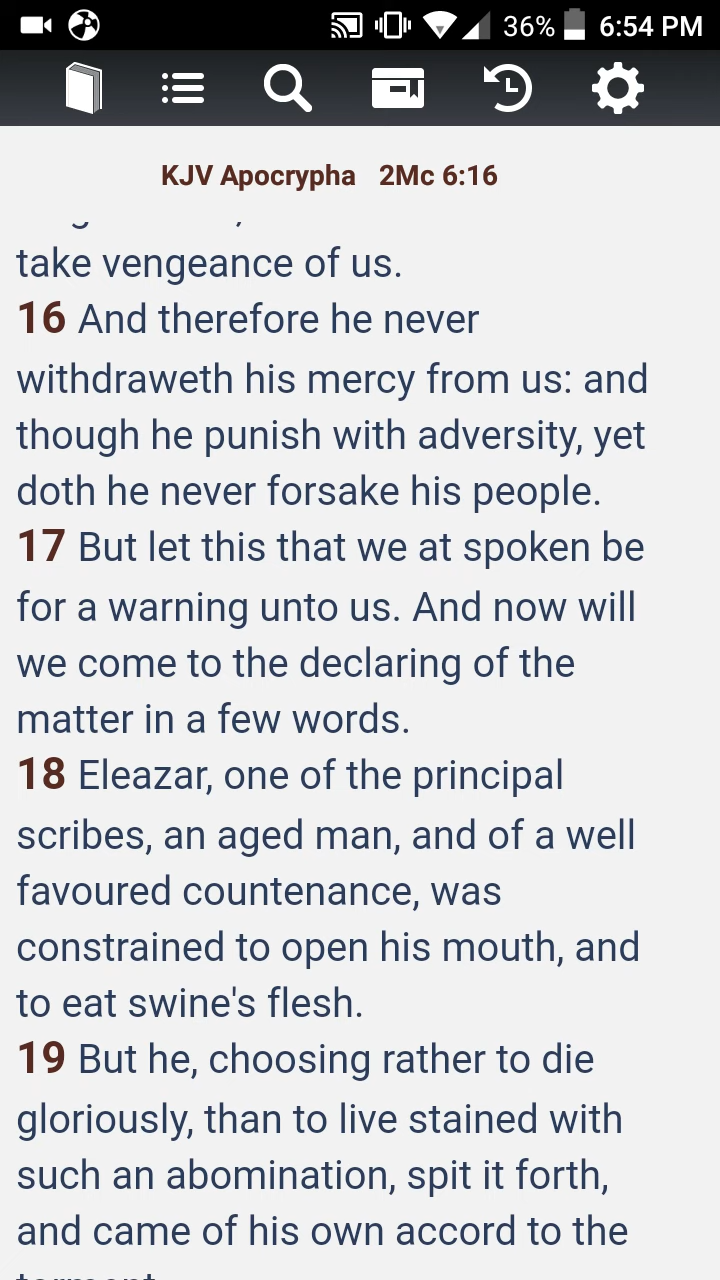 36% 6:54 PM
KJV Apocrypha 2Mc 6:16
take vengeance of us.
16 And therefore he never
withdraweth his mercy from us: and
though he punish with adversity, yet
doth he never forsake his people.
17 But let this that we at spoken be
for a warning unto us. And now will
we come to the declaring of the
matter in a few words.
18 Eleazar, one of the principal
scribes, an aged man, and of a well
favoured countenance, was
constrained to open his mouth, and
to eat swine's flesh.
19 But he, choosing rather to die
gloriously, than to live stained with
such an abomination, spit it forth,
and came of his own accord to the